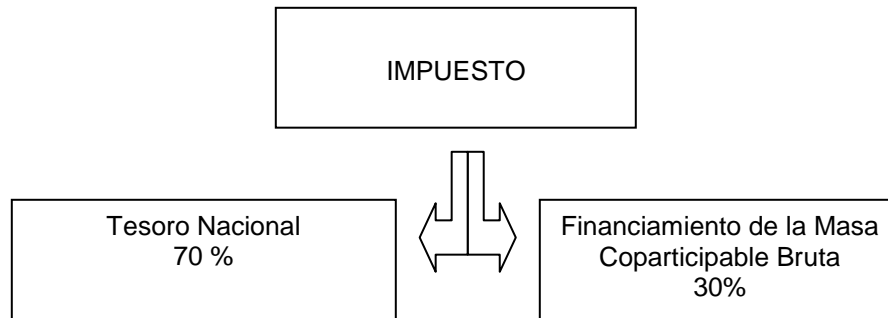 IMPUESTO
Tesoro Nacional
70 %
Financiamiento de la Masa
Coparticipable Bruta
30%